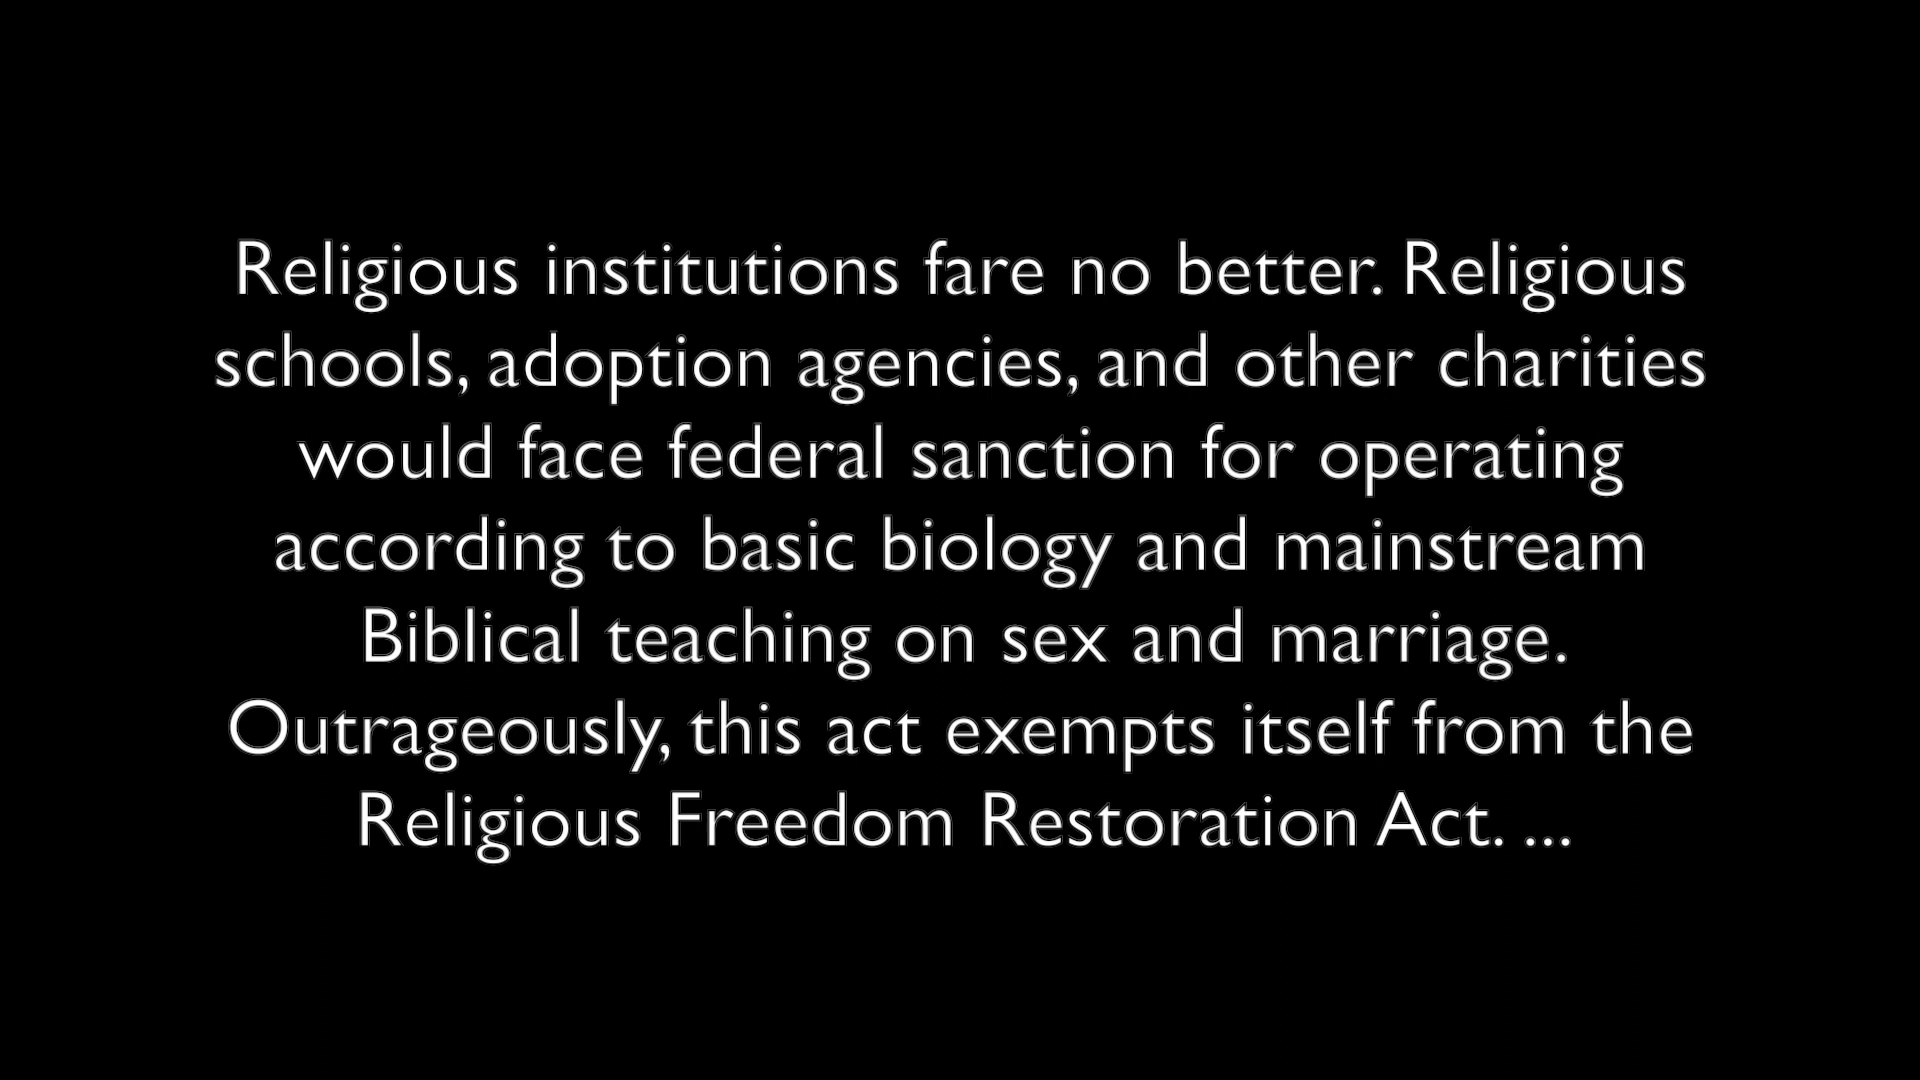 Religious institutions fare no better. Religious
schools, adoption agencies, and other charities
would face federal sanction for operating
according to basic biology and mainstream
Biblical teaching on sex and marriage.
Outrageously, this act exempts itself from the
Religious Freedom Restoration Act. ...